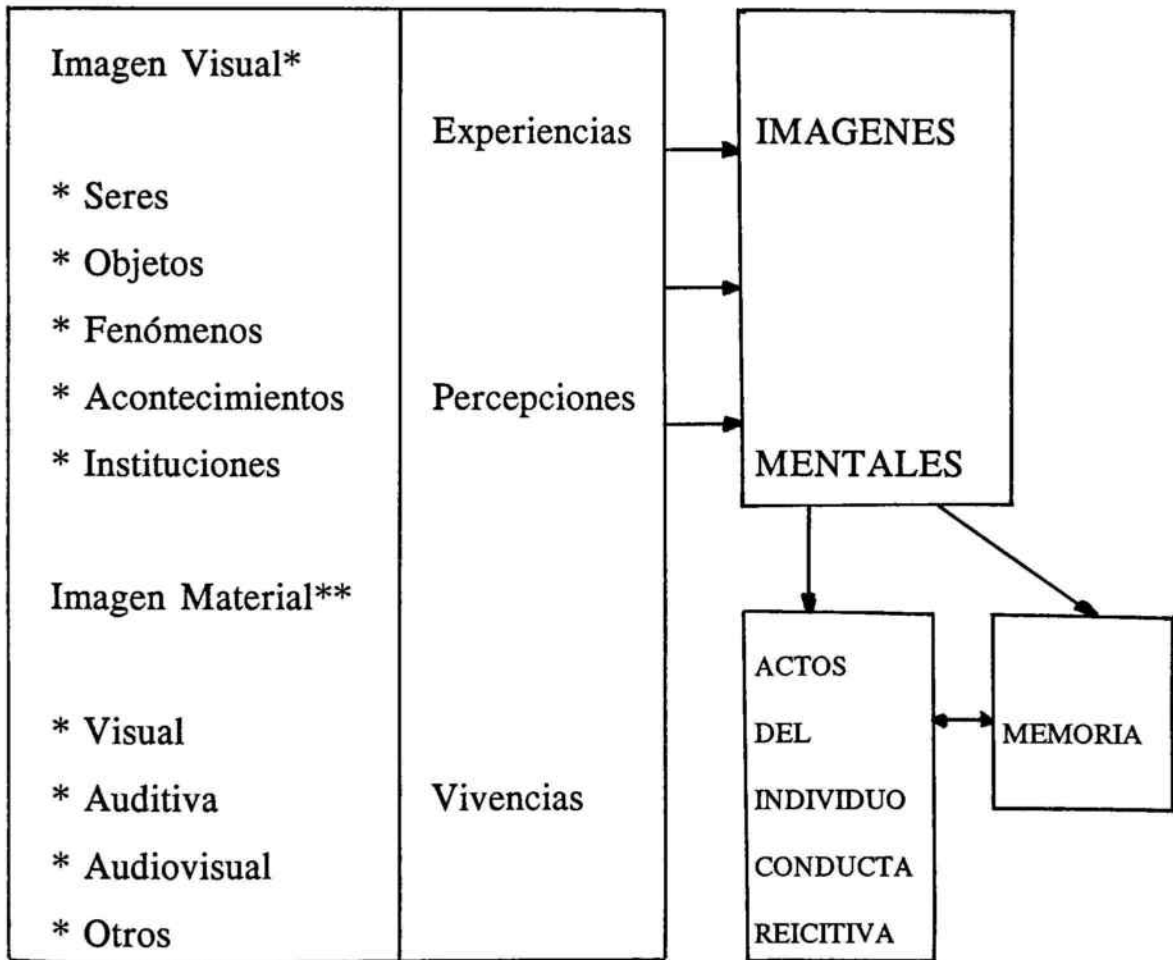 Imagen Visual*
* Seres
* Objetos
* Fenómenos
* Acontecimientos
* Instituciones
Imagen Material**
* Visual
* Auditiva
* Audiovisual
* Otros
Experiencias
Percepciones
Vivencias
IMAGENES
MENTALES
ACTOS
DEL
INDIVIDUO
CONDUCTA
REICITIVA
MEMORIA